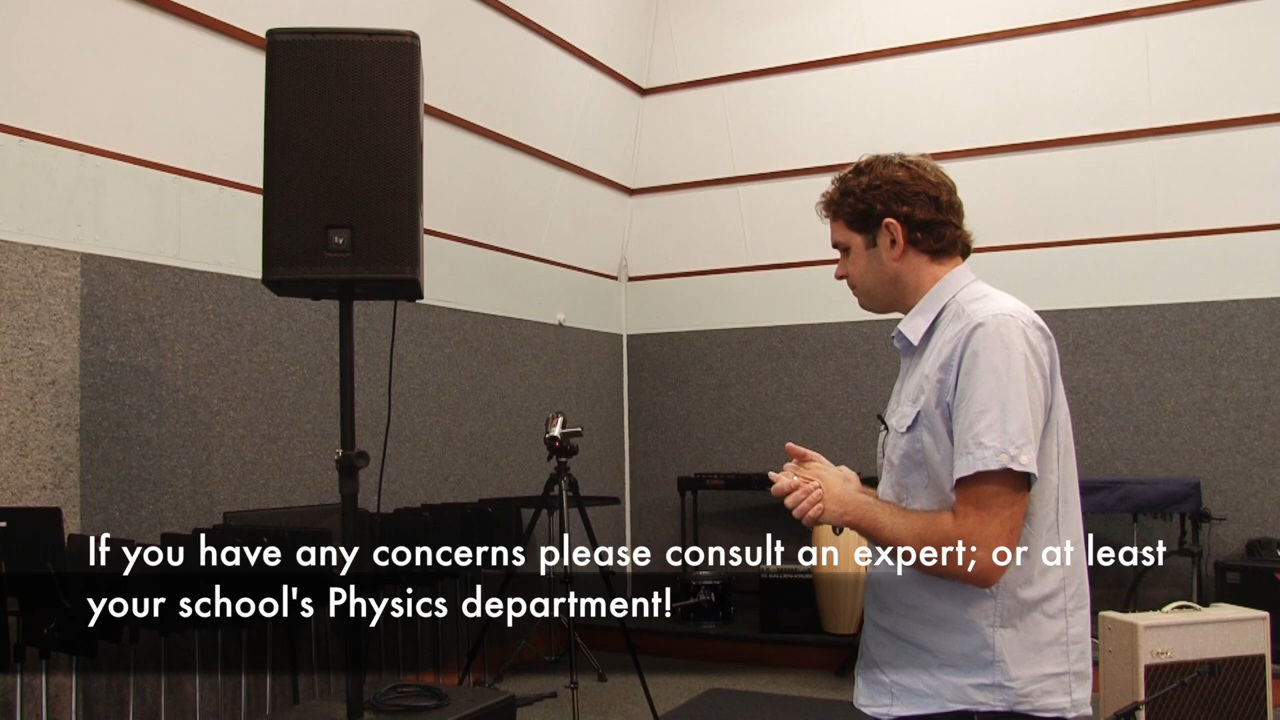 If you have any concerns please consult an expert; or at least
your school's Physics department!